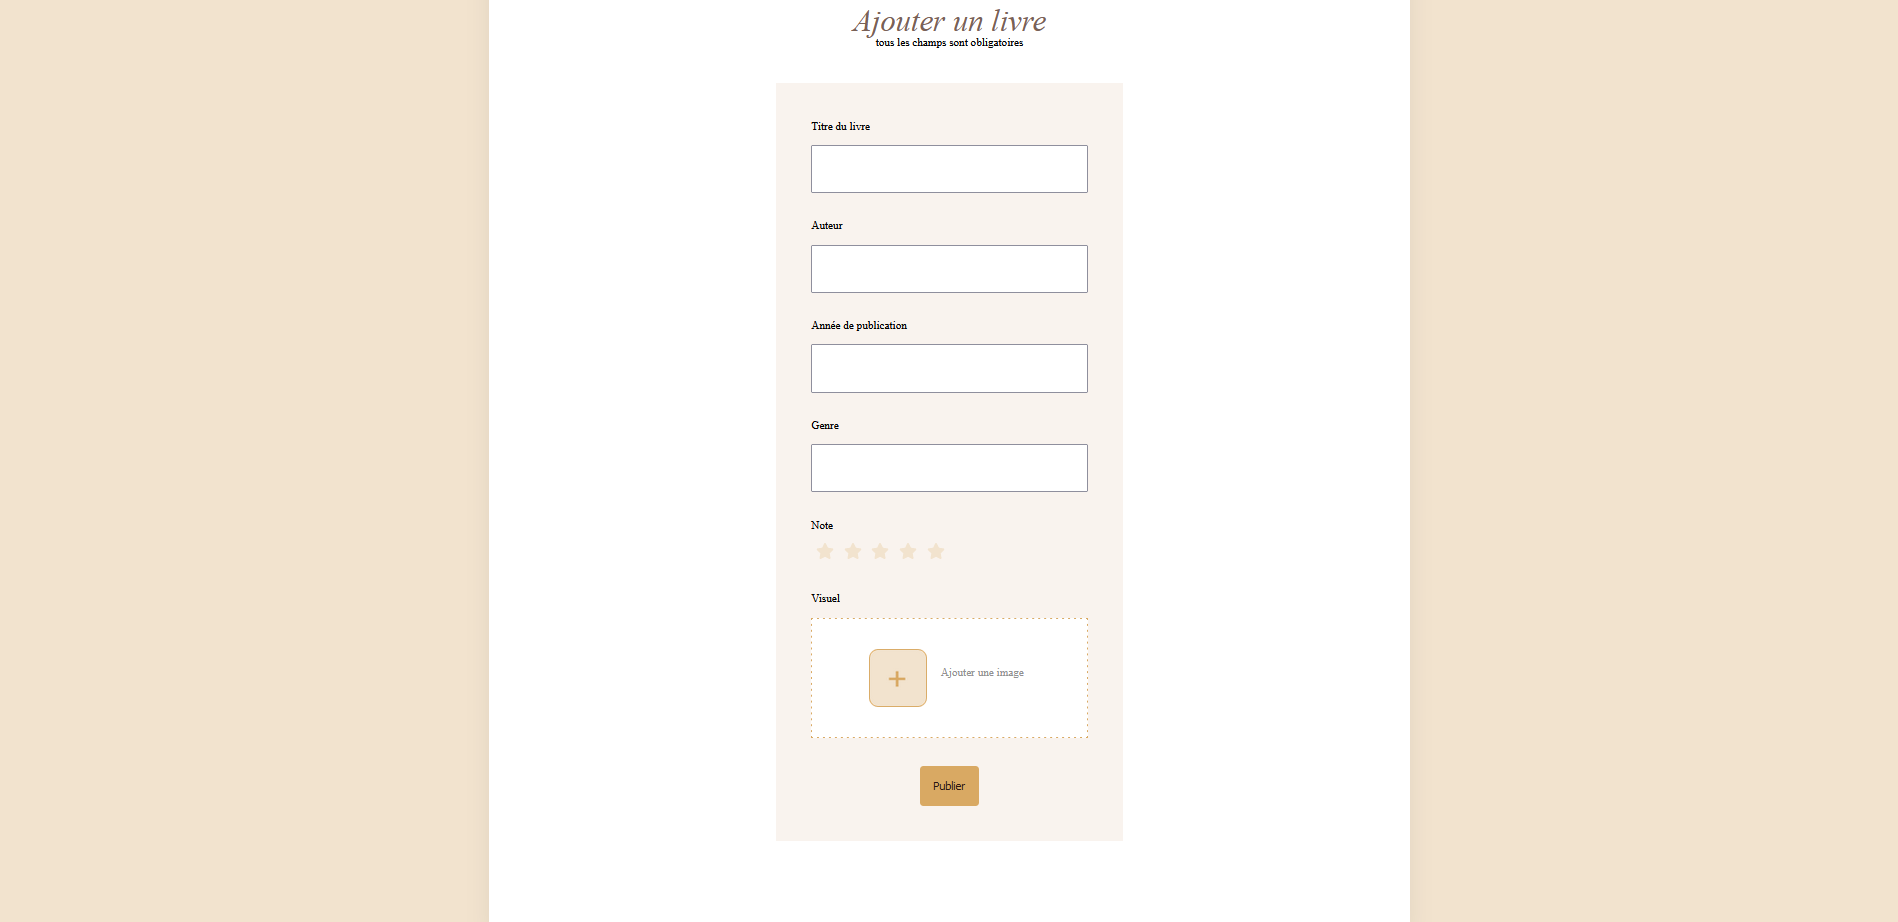 Ajouter un livre
tous les champs sont obligatoires
Titre du livre
Auteur
Année de publication
Genre
Note
Visuel
+ Ajouter une image
Publier